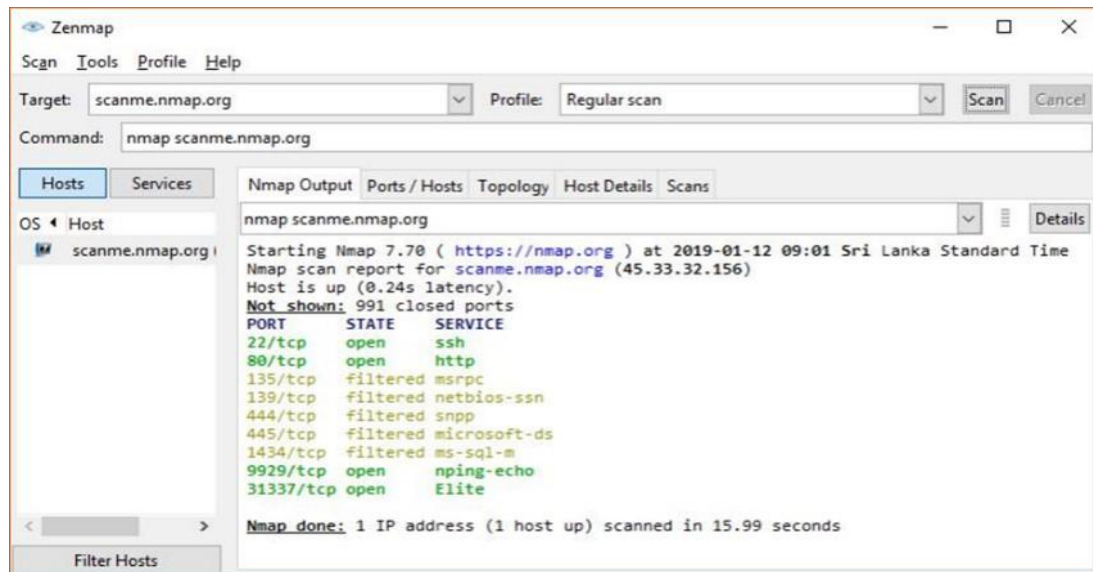 Zenmap
Scan Tools Profile Help
Target: scanme.nmap.org Profile: Regular scan Scan Cancel
Command: nmap scanme.nmap.org
Hosts Services Nmap Output Ports / Hosts Topology Host Details Scans
OS Host nmap scanme.nmap.org Details
scanme.nmap.org (
Starting Nmap 7.70 ( https://nmap.org ) at 2019-01-12 09:01 Sri Lanka Standard Time
Nmap scan report for scanme.nmap.org (45.33.32.156)
Host is up (0.24s latency).
Not shown: 991 closed ports
PORT STATE SERVICE
22/tcp open ssh
80/tcp open http
135/tcp filtered msrpc
139/tcp filtered netbios-ssn
444/tcp filtered snpp
445/tcp filtered microsoft-ds
1434/tcp filtered ms-sql-m
9929/tcp open nping-echo
31337/tcp open Elite
Nmap done: 1 IP address (1 host up) scanned in 15.99 seconds
Filter Hosts